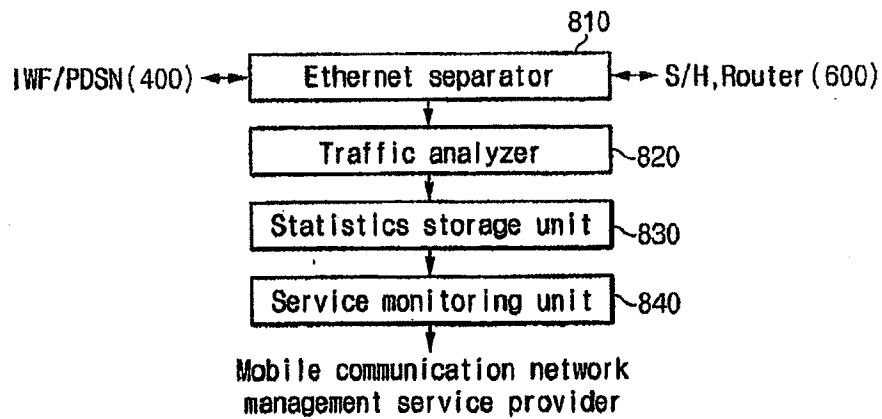 810
IWF/PDSN(400)
Ethernet separator
S/H,Router(600)
Traffic analyzer
820
Statistics storage unit
830
Service monitoring unit
840
Mobile communication network
management service provider